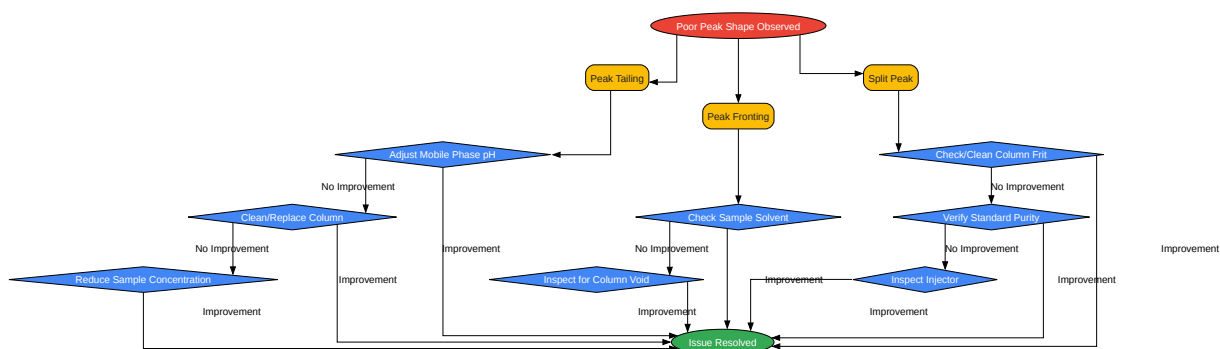 Poor Peak Shape Observed
Peak Tailing
Split Peak
Peak Fronting
Adjust Mobile Phase pH
Check/Clean Column Frit
No Improvement
No Improvement
Clean/Replace Column
Check Sample Solvent
Verify Standard Purity
No Improvement
Improvement
No Improvement
No Improvement
Improvement
Reduce Sample Concentration
Improvement
Inspect for Column Void
Improvement
Inspect Injector
Improvement
Improvement
Improvement
Improvement
Issue Resolved